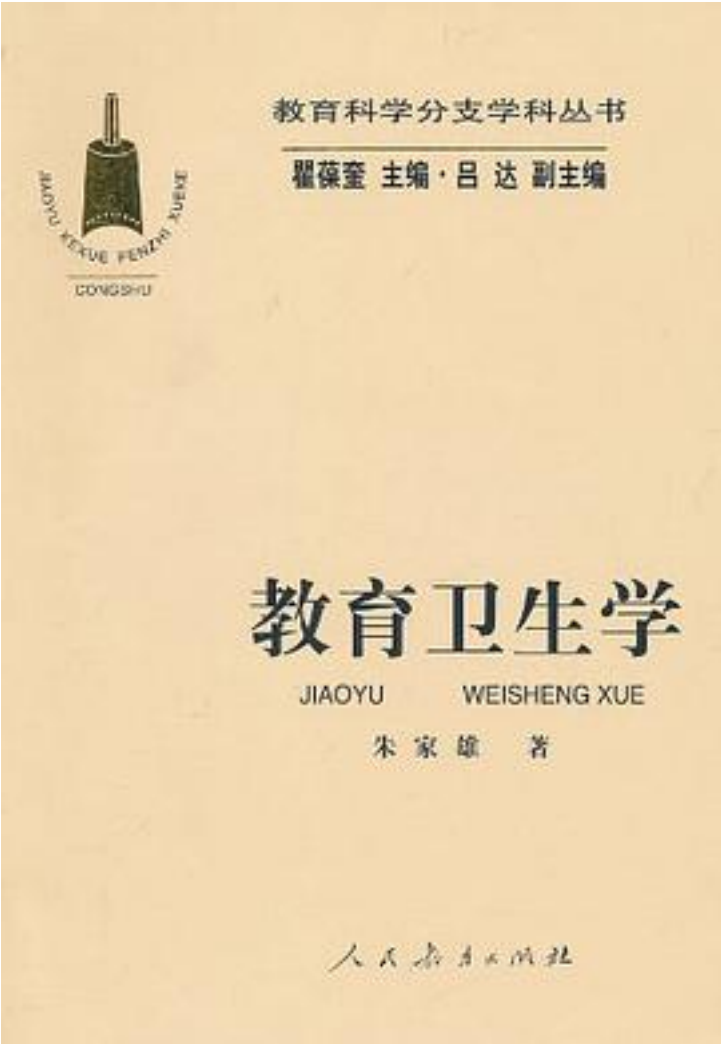 教育科学分支学科丛书
瞿葆奎 主编·吕 达 副主编
JIAOYU KEXUE FENZHI XUEKE
CONGSHU
教育卫生学
JIAOYU WEISHENG XUE
朱家雄 著
人民教育出版社